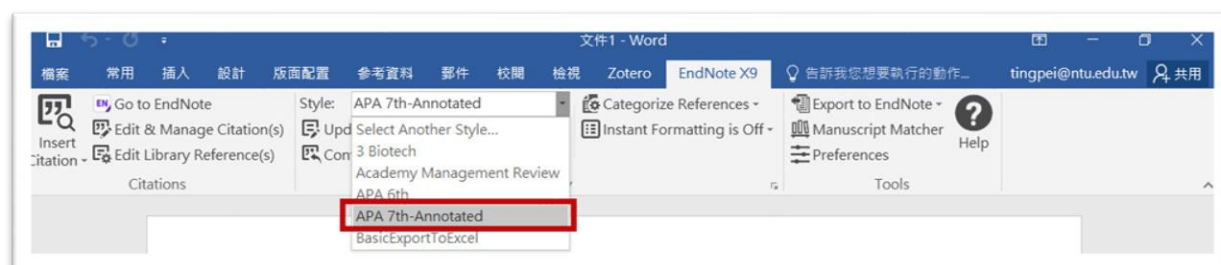 文件1 - Word
檔案 常用 插入 設計 版面配置 參考資料 郵件 校閱 檢視 Zotero EndNote X9 告訴我您想要執行的動作... tingpei@ntu.edu.tw 共用
Insert
Citation
EN Go to EndNote
Edit & Manage Citation(s)
Edit Library Reference(s)
Citations
Style: APA 7th-Annotated
Select Another Style...
3 Biotech
Academy Management Review
APA 6th
APA 7th-Annotated
BasicExportToExcel
Categorize References
Instant Formatting is Off
Export to EndNote
Manuscript Matcher
Preferences
Help
Tools